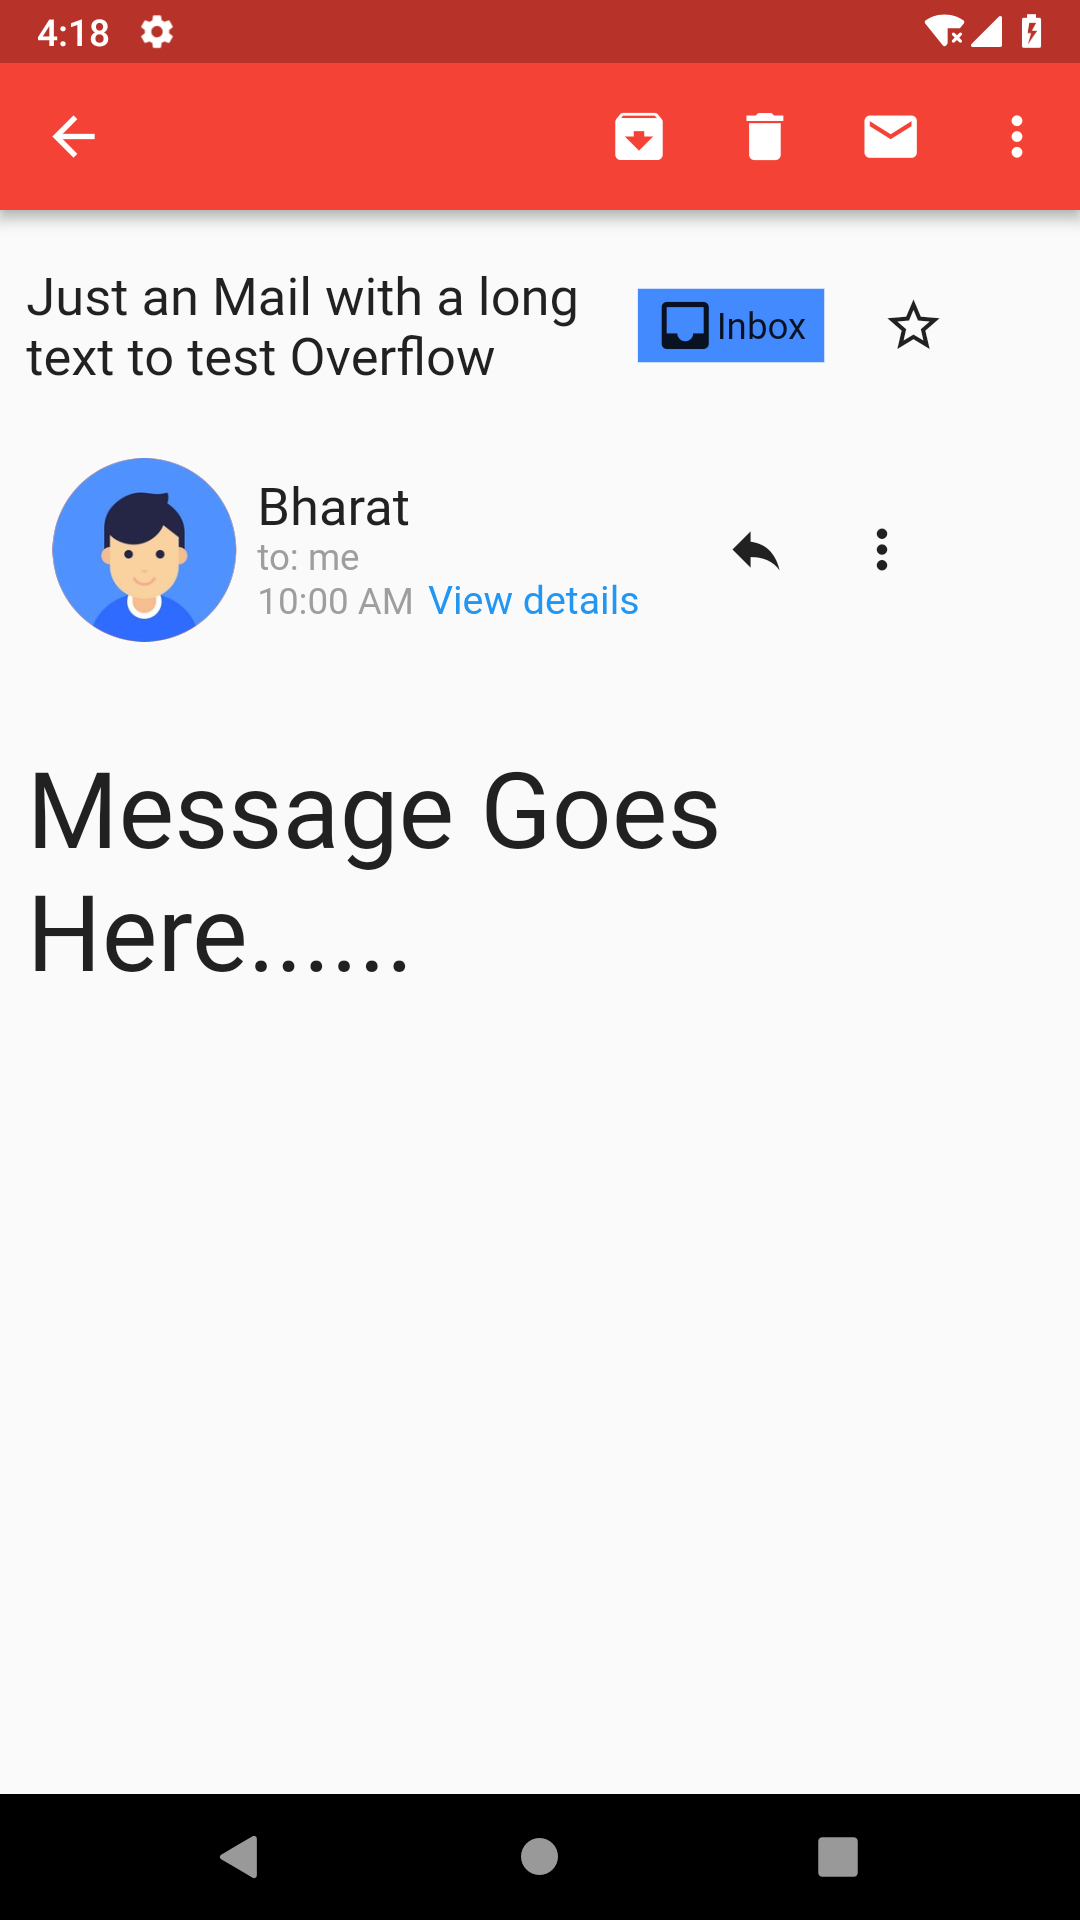 4:18
Just an Mail with a long
text to test Overflow
Inbox
Bharat
to: me
10:00 AM View details
Message Goes
Here......